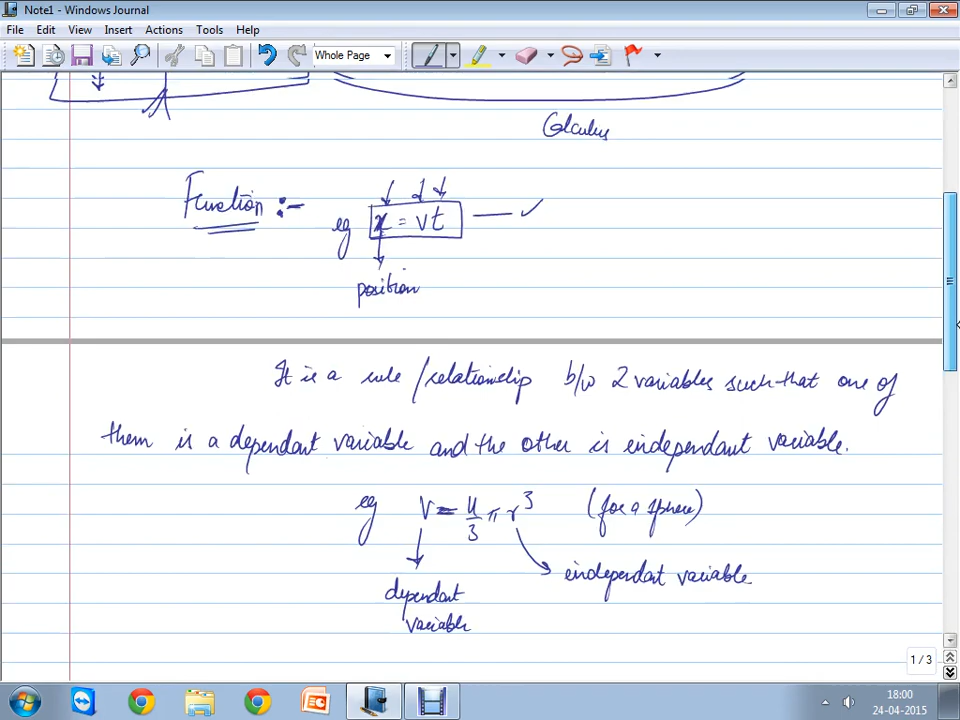 Note1 - Windows Journal
File Edit View Insert Actions Tools Help
Whole Page
Calculus
Function :-
eg x = vt
position
It is a rule /relationship b/w 2 variables such that one of
them is a dependant variable and the other is independant variable.
eg V = 4/3 π r³ (for a sphere)
independant variable
dependant
variable
1 / 3
18:00
24-04-2015